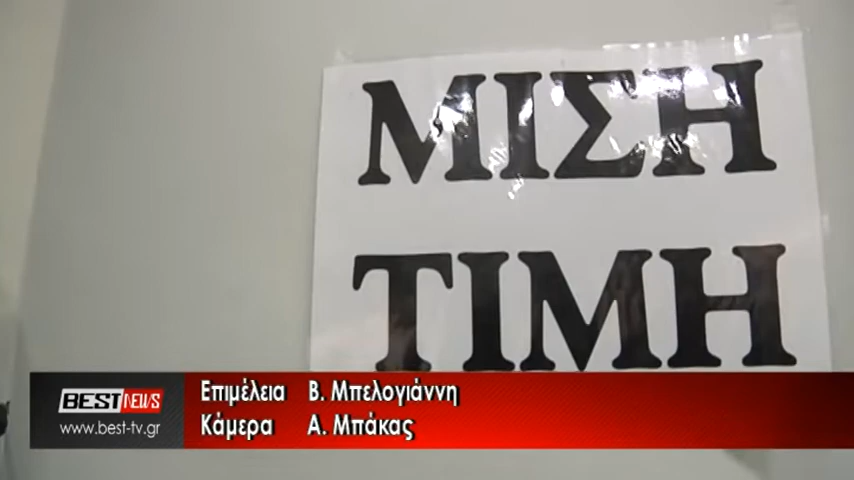 ΜΙΣΗ
ΤΙΜΗ
BEST NEWS
www.best-tv.gr
Επιμέλεια Β. Μπελογιάννη
Κάμερα Α. Μπάκας